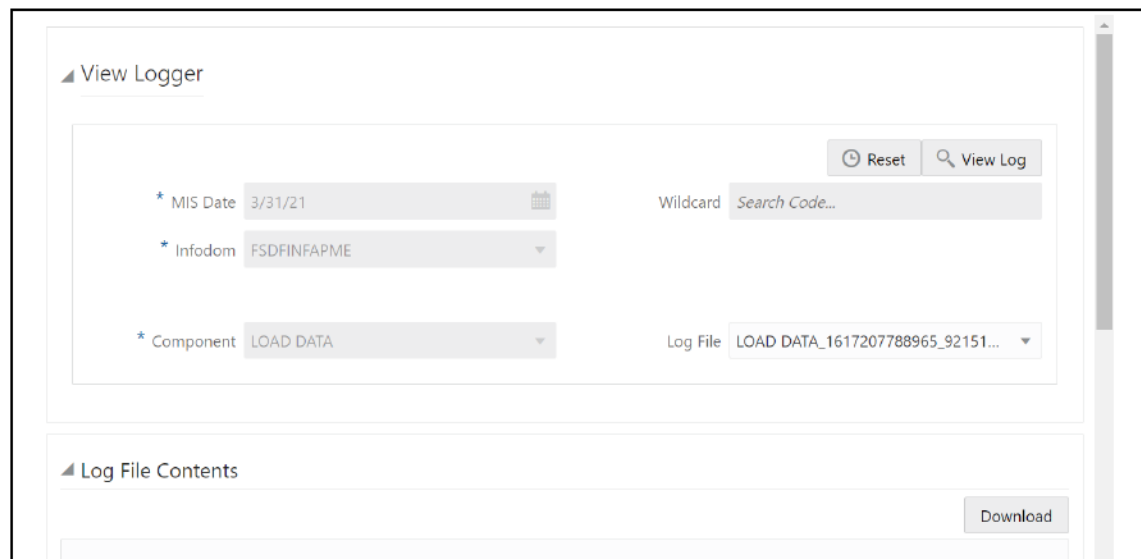 View Logger
Reset View Log
* MIS Date 3/31/21 Wildcard Search Code...
* Infodom FSDFINFAPME
* Component LOAD DATA Log File LOAD DATA_1617207788965_92151...
Log File Contents
Download